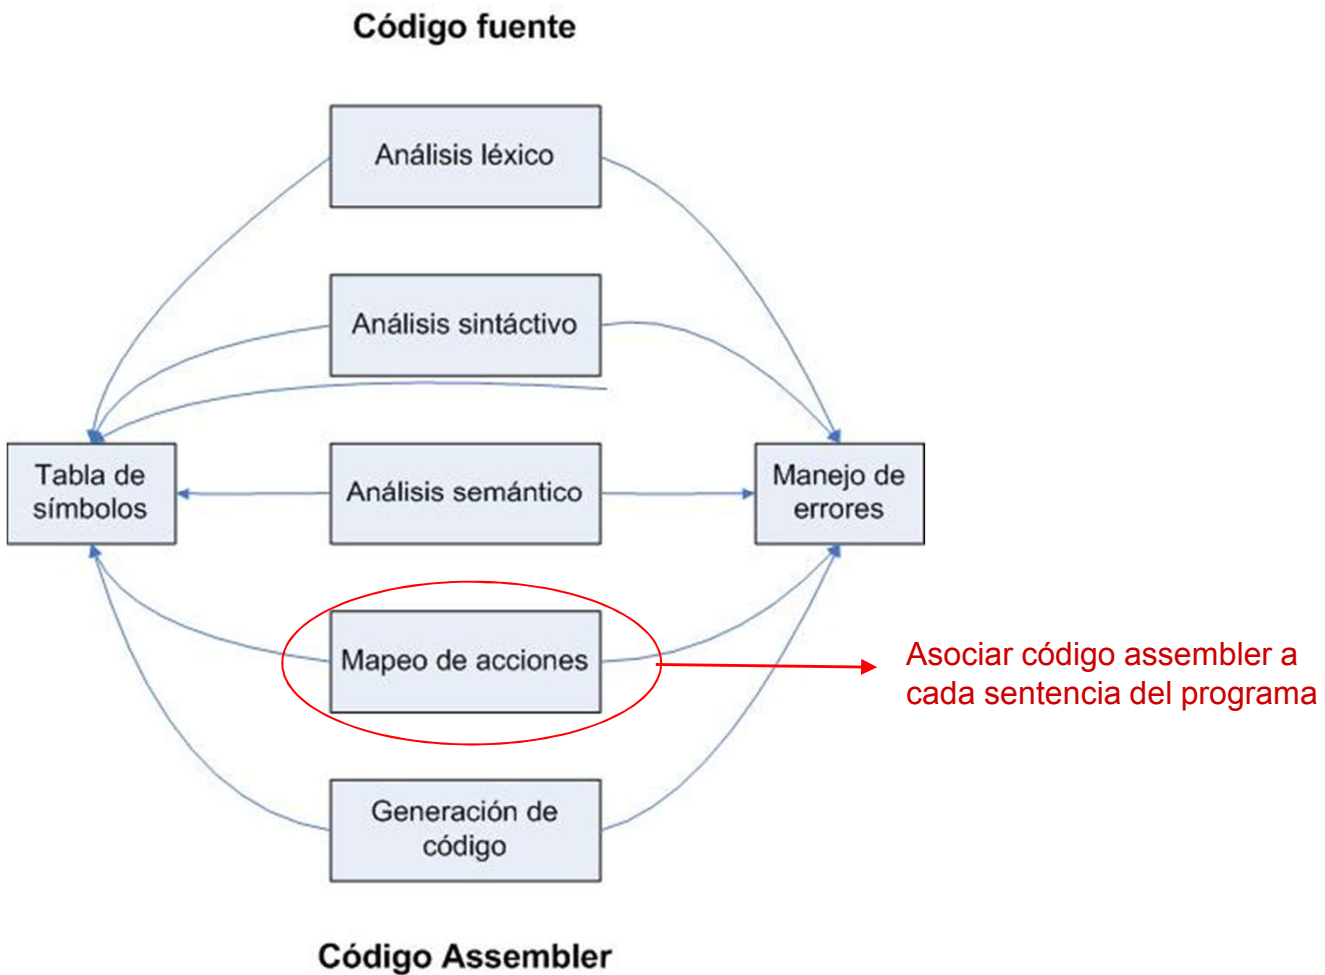 Código fuente
Análisis léxico
Análisis sintáctivo
Tabla de
símbolos
Análisis semántico
Manejo de
errores
Mapeo de acciones
Asociar código assembler a
cada sentencia del programa
Generación de
código
Código Assembler